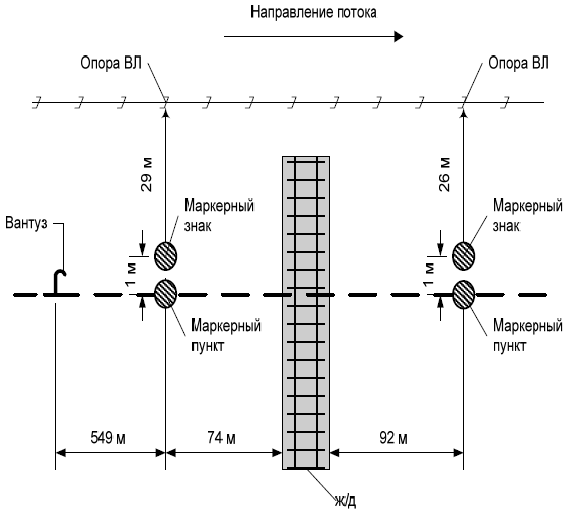 Направление потока
Опора ВЛ
Опора ВЛ
29 м
26 м
Маркерный
знак
Маркерный
знак
Вантуз
1 м
1 м
Маркерный
пункт
Маркерный
пункт
549 м
74 м
92 м
ж/д